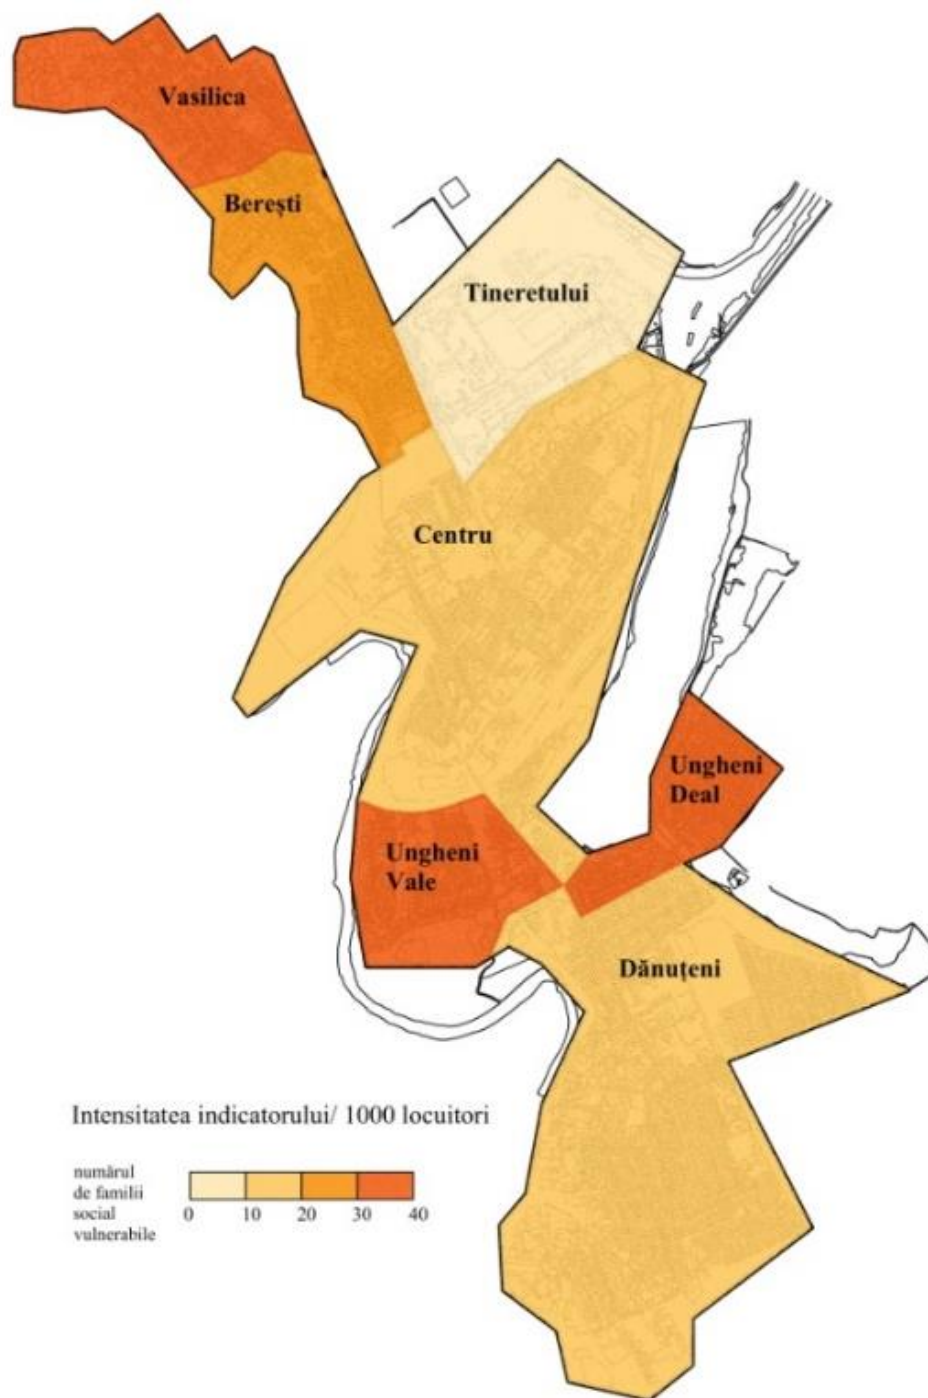 Vasilica
Berești
Tineretului
Centru
Ungheni
Deal
Ungheni
Vale
Dănuțeni
Intensitatea indicatorului/ 1000 locuitori
numărul
de familii
social
vulnerabile
0 10 20 30 40